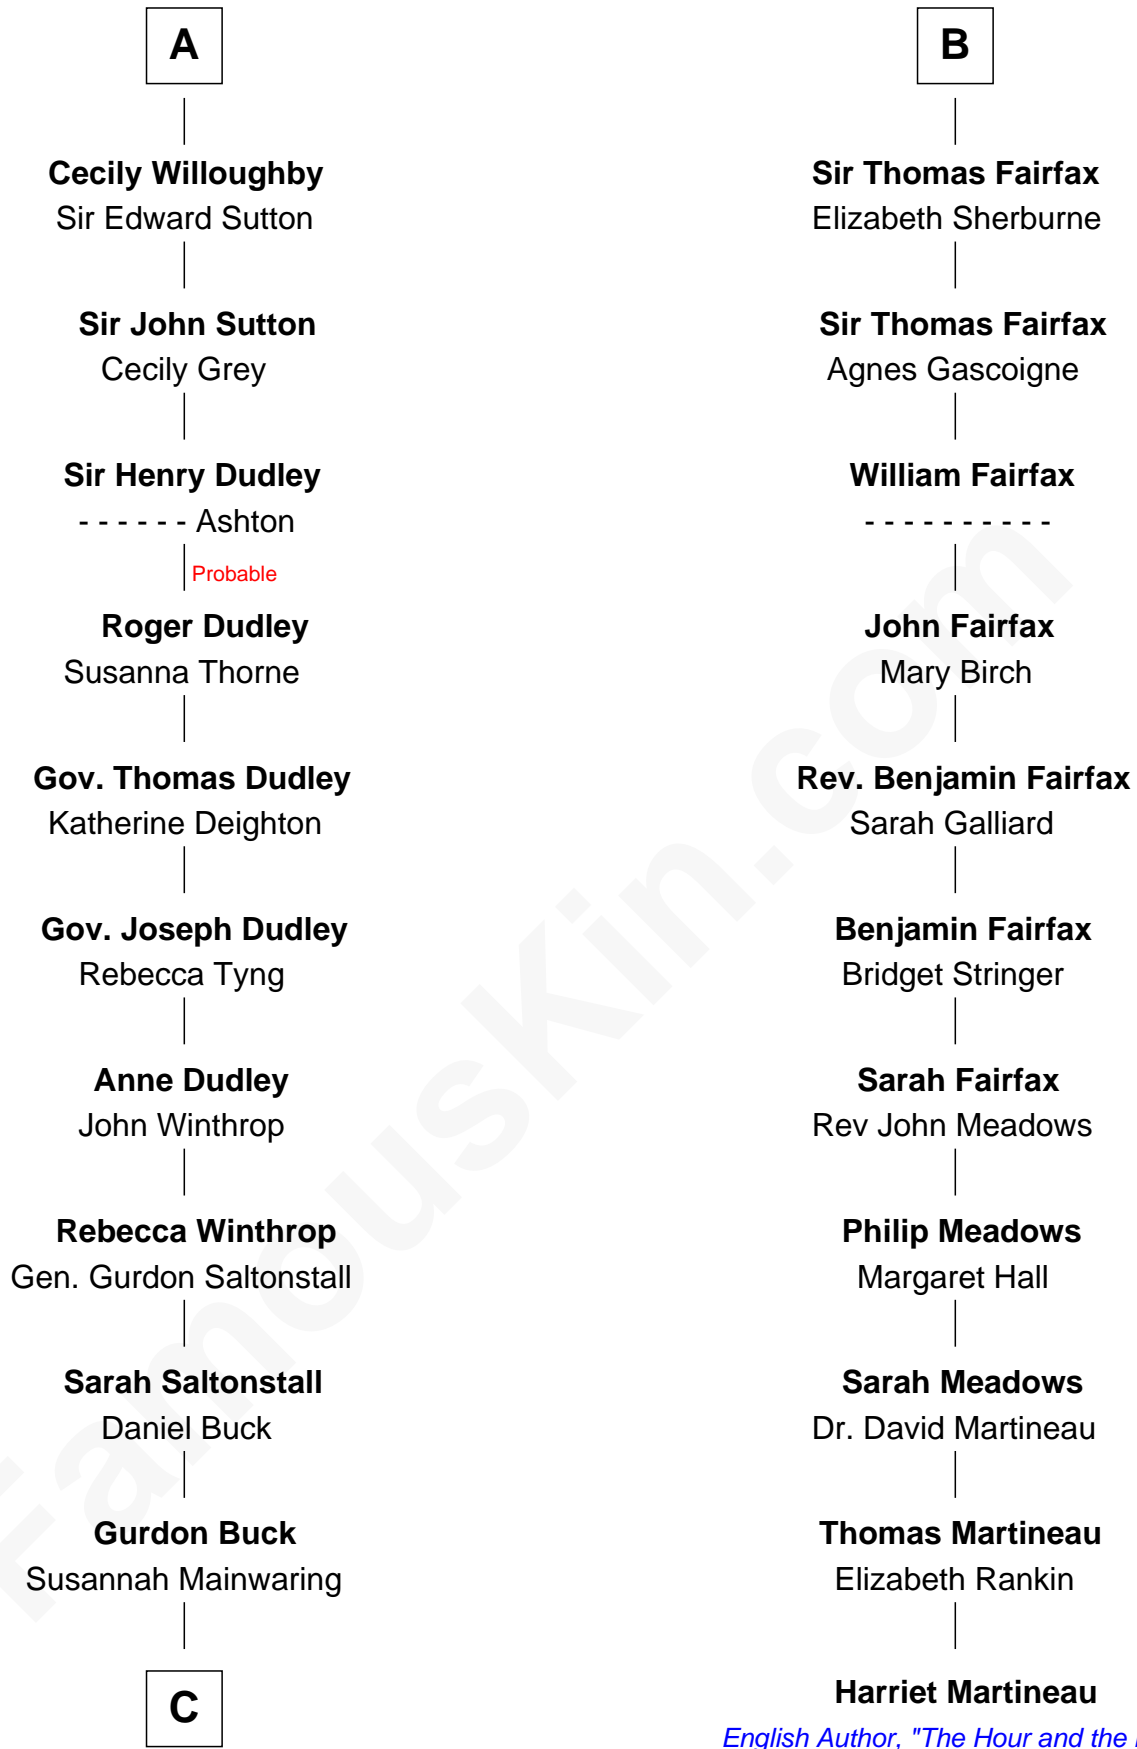 A
Cecily Willoughby
Sir Edward Sutton
Sir John Sutton
Cecily Grey
Sir Henry Dudley
- - - - - - Ashton
Probable
Roger Dudley
Susanna Thorne
Gov. Thomas Dudley
Katherine Deighton
Gov. Joseph Dudley
Rebecca Tyng
Anne Dudley
John Winthrop
Rebecca Winthrop
Gen. Gurdon Saltonstall
Sarah Saltonstall
Daniel Buck
Gurdon Buck
Susannah Mainwaring
C
B
Sir Thomas Fairfax
Elizabeth Sherburne
Sir Thomas Fairfax
Agnes Gascoigne
William Fairfax
- - - - - - - - - -
John Fairfax
Mary Birch
Rev. Benjamin Fairfax
Sarah Galliard
Benjamin Fairfax
Bridget Stringer
Sarah Fairfax
Rev John Meadows
Philip Meadows
Margaret Hall
Sarah Meadows
Dr. David Martineau
Thomas Martineau
Elizabeth Rankin
Harriet Martineau
English Author, "The Hour and the
FamousKin.com